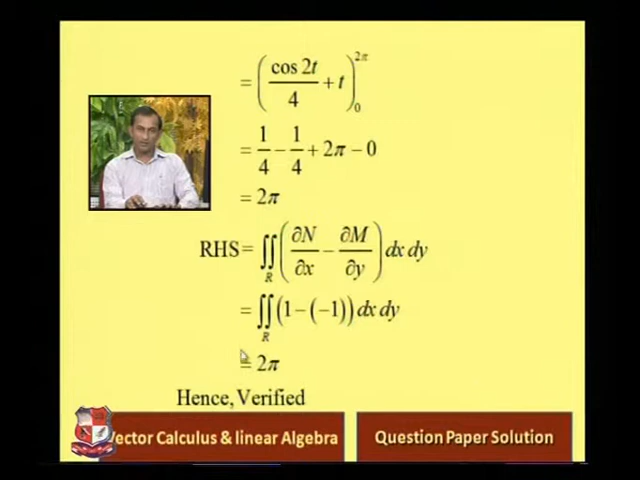 = (cos 2t / 4 + t)₀^2π
= 1/4 − 1/4 + 2π − 0
= 2π
RHS = ∬_R (∂N/∂x − ∂M/∂y) dx dy
= ∬_R (1 − (−1)) dx dy
= 2π
Hence, Verified
Vector Calculus & linear Algebra
Question Paper Solution